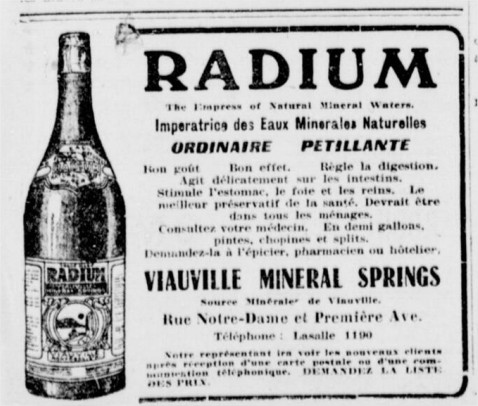 RADIUM
The Empress of Natural Mineral Waters.
Imperatrice des Eaux Minerales Naturelles
ORDINAIRE PETILLANTE
Bon goût Bon effet. Règle la digestion.
Agit délicatement sur les intestins.
Stimule l'estomac, le foie et les reins. Le
meilleur préservatif de la santé. Devrait être
dans tous les ménages.
Consultez votre médecin. En demi gallons,
pintes, chopines et splits.
Demandez-la à l'épicier, pharmacien ou hôtelier.
VIAUVILLE MINERAL SPRINGS
Source Minérales de Viauville.
Rue Notre-Dame et Première Ave.
Téléphone : Lasalle 1190
Notre représentant ira voir les nouveaux clients
après réception d'une carte postale ou d'une com-
munication téléphonique. DEMANDEZ LA LISTE
DES PRIX.
RADIUM